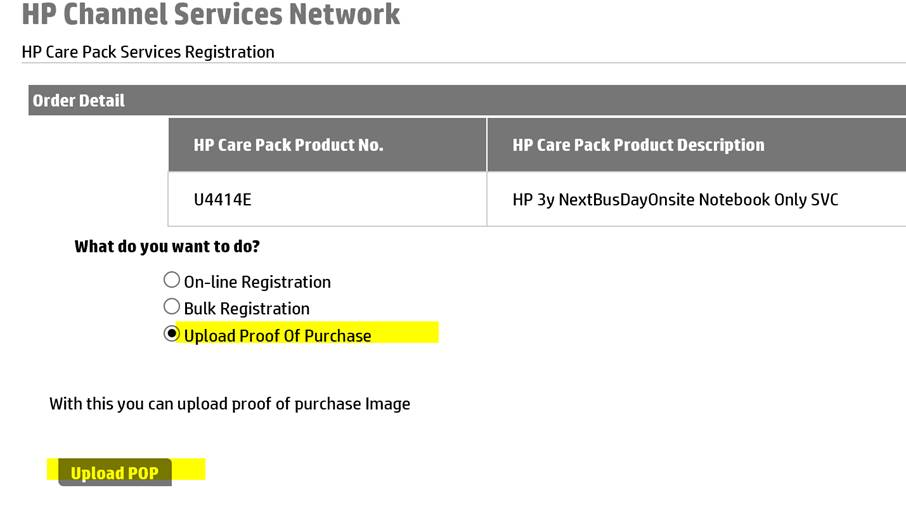 HP Channel Services Network
HP Care Pack Services Registration
Order Detail
HP Care Pack Product No. HP Care Pack Product Description
U4414E HP 3y NextBusDayOnsite Notebook Only SVC
What do you want to do?
On-line Registration
Bulk Registration
Upload Proof Of Purchase
With this you can upload proof of purchase Image
Upload POP